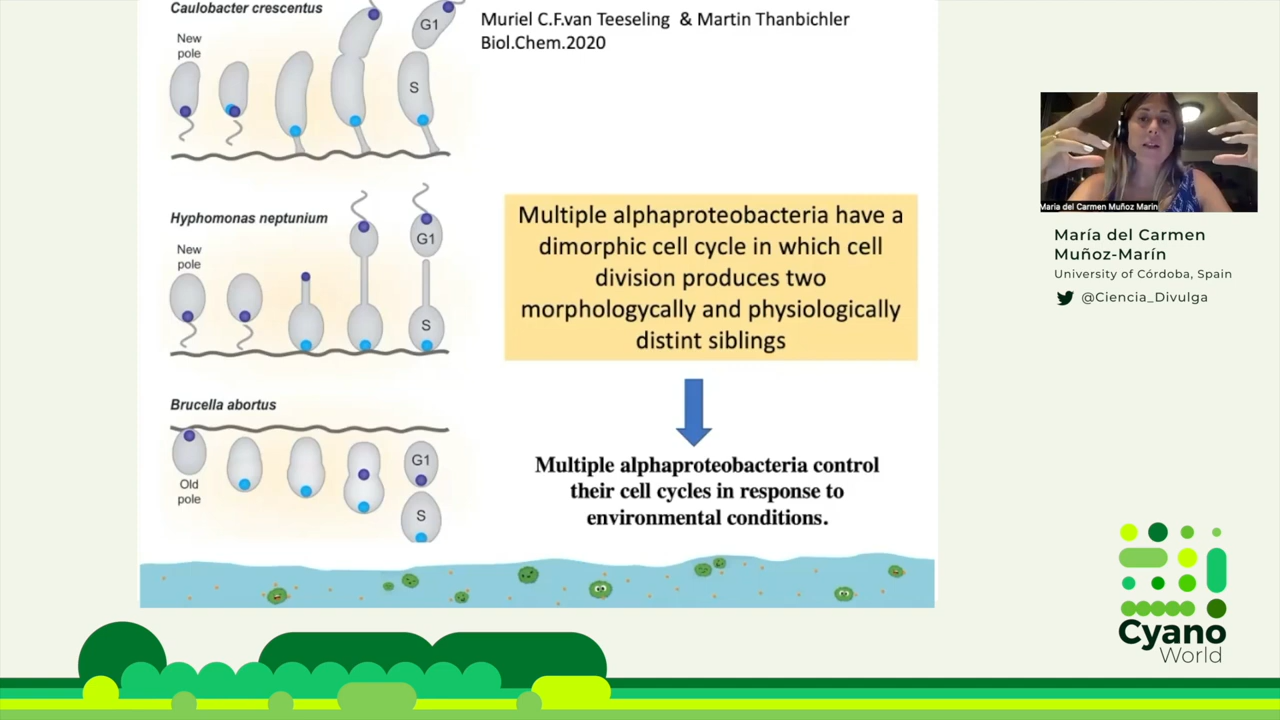 Caulobacter crescentus
New
pole
G1
S
Muriel C.F.van Teeseling & Martin Thanbichler
Biol.Chem.2020
Hyphomonas neptunium
New
pole
G1
S
Brucella abortus
Old
pole
G1
S
Multiple alphaproteobacteria have a
dimorphic cell cycle in which cell
division produces two
morphologycally and physiologically
distint siblings
Multiple alphaproteobacteria control
their cell cycles in response to
environmental conditions.
Maria del Carmen Muñoz Marin
María del Carmen
Muñoz-Marín
University of Córdoba, Spain
@Ciencia_Divulga
Cyano
World